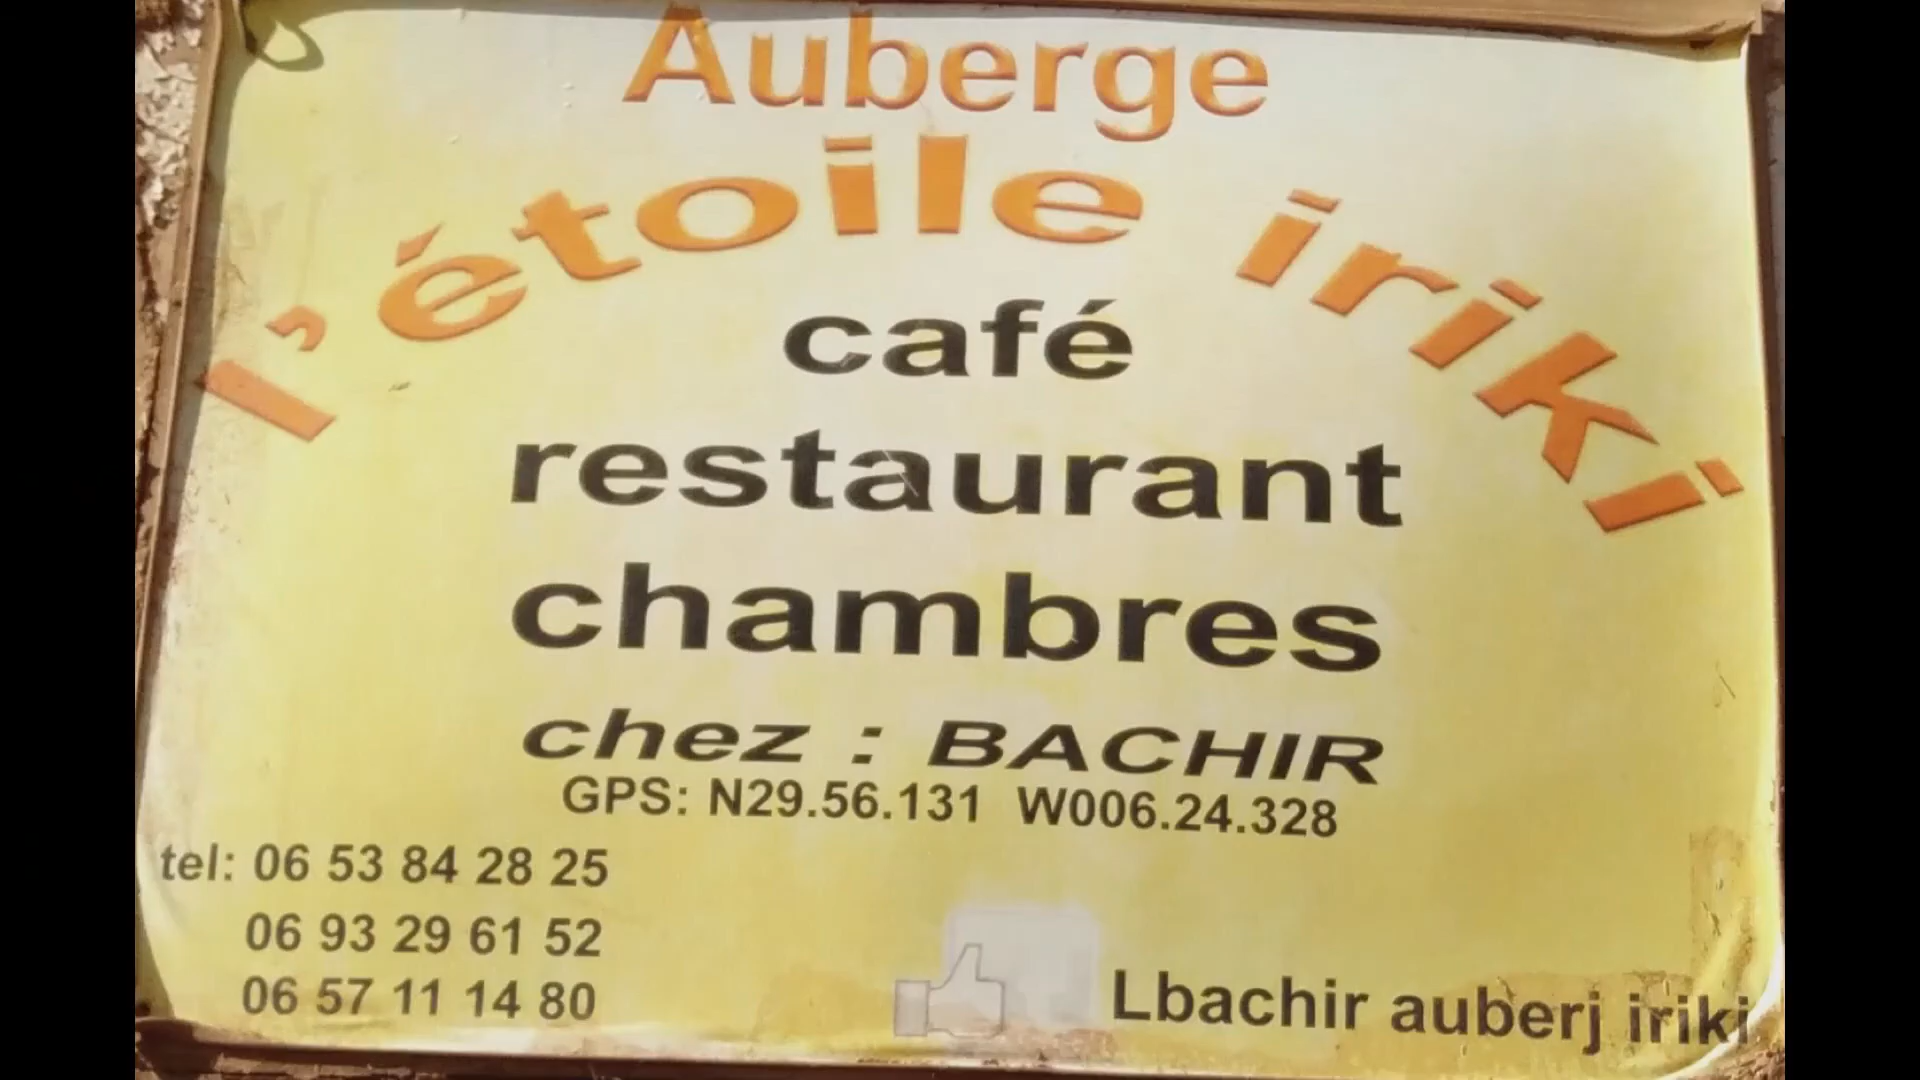 Auberge
l'étoile iriki
café
restaurant
chambres
chez : BACHIR
GPS: N29.56.131 W006.24.328
tel: 06 53 84 28 25
06 93 29 61 52
06 57 11 14 80
Lbachir auberj iriki